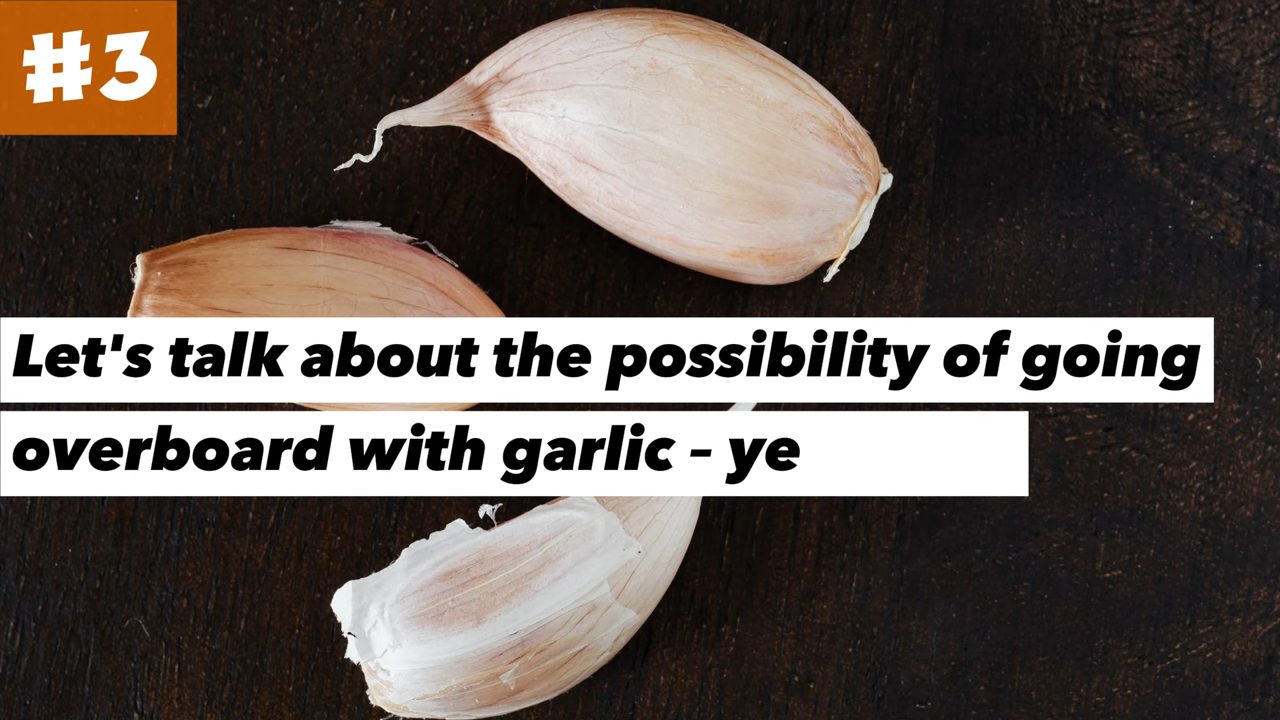 #3
Let's talk about the possibility of going
overboard with garlic – ye